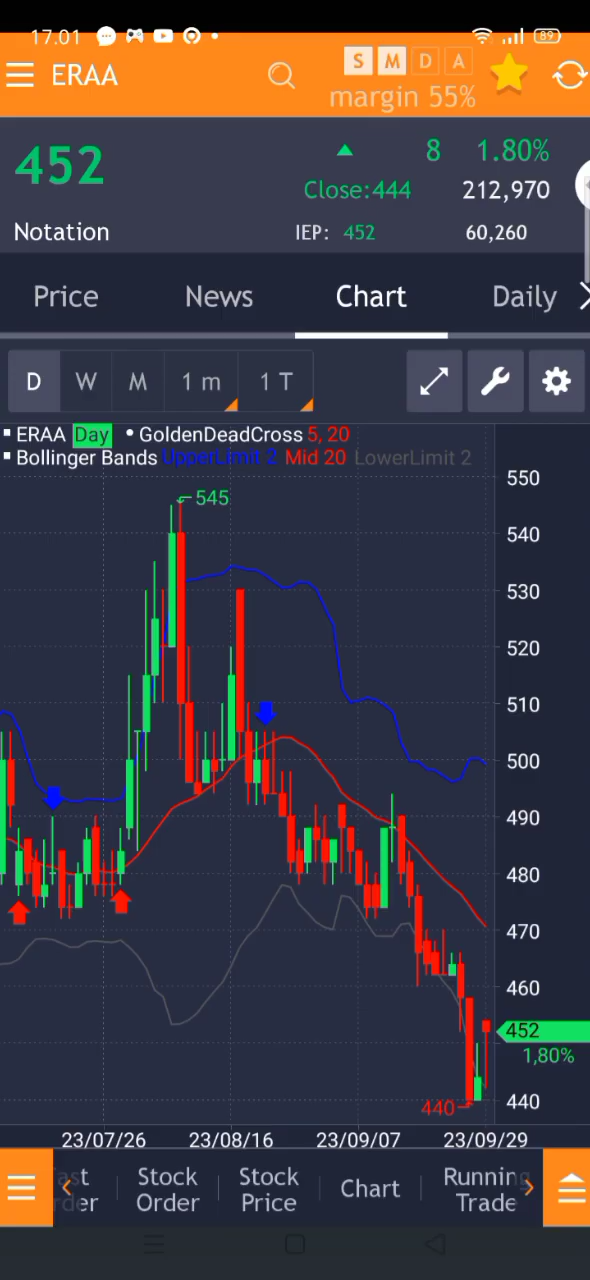 17.01
89
ERAA
S M D A
margin 55%
452
8 1.80%
Close:444 212,970
Notation
IEP: 452 60,260
Price News Chart Daily
D W M 1 m 1 T
ERAA Day • GoldenDeadCross 5, 20
Bollinger Bands UpperLimit 2 Mid 20 LowerLimit 2
545
550
540
530
520
510
500
490
480
470
460
452
1,80%
440
440
23/07/26 23/08/16 23/09/07 23/09/29
Stock Order
Stock Price
Chart
Running Trade